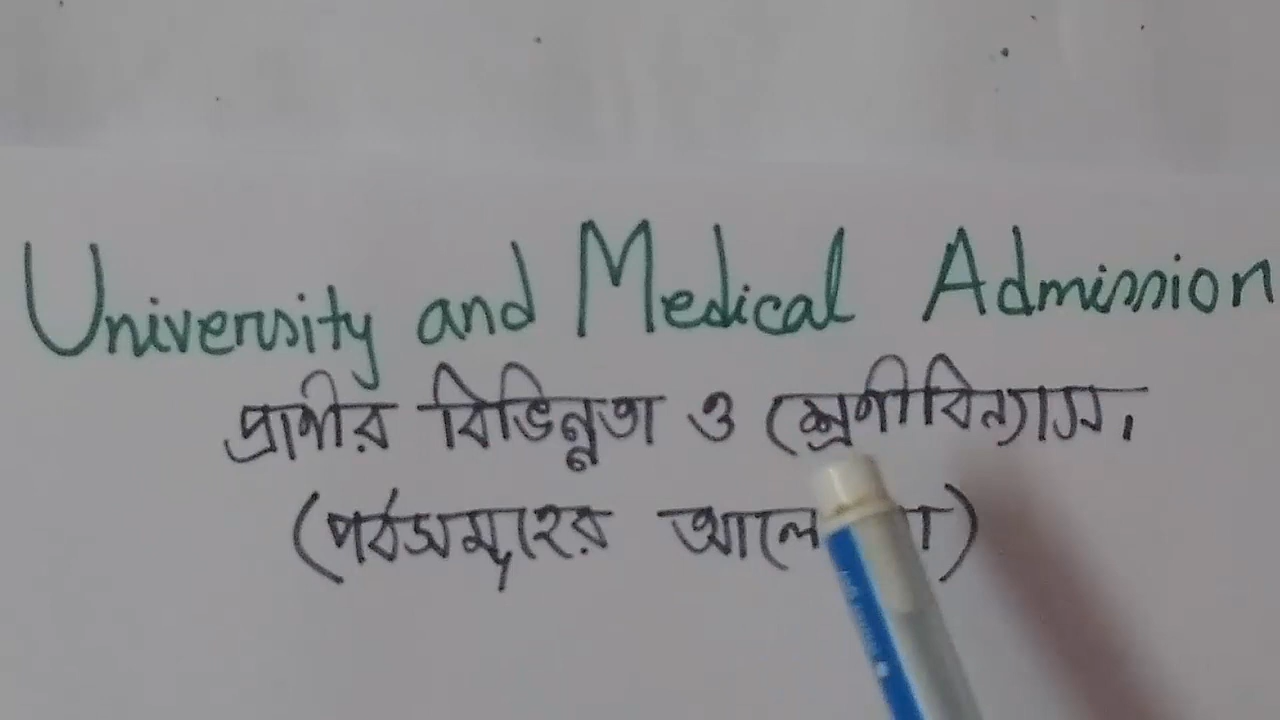 University and Medical Admission
প্রাণীর বিভিন্নতা ও শ্রেণীবিন্যাস।
(পর্বসমূহের